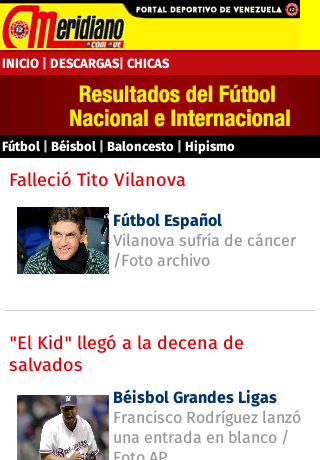 PORTAL DEPORTIVO DE VENEZUELA
Meridiano
.COM.VE
INICIO | DESCARGAS| CHICAS
Resultados del Fútbol
Nacional e Internacional
Fútbol | Béisbol | Baloncesto | Hipismo
Falleció Tito Vilanova
Fútbol Español
Vilanova sufría de cáncer
/Foto archivo
"El Kid" llegó a la decena de
salvados
Béisbol Grandes Ligas
Francisco Rodríguez lanzó
una entrada en blanco /
Foto AP